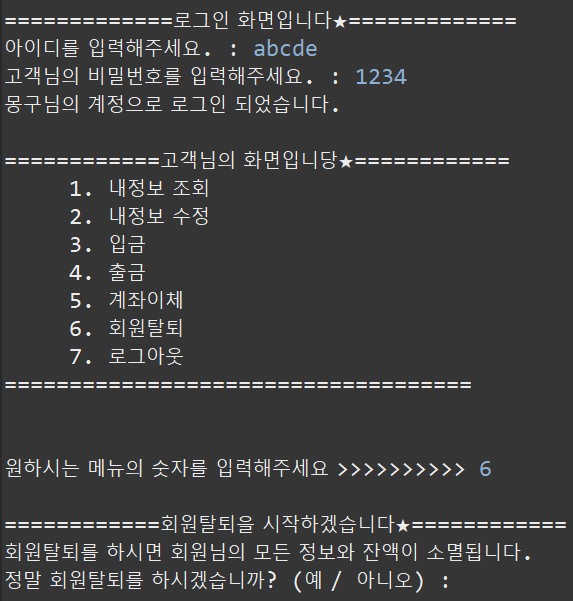 =============로그인 화면입니다★=============
아이디를 입력해주세요. : abcde
고객님의 비밀번호를 입력해주세요. : 1234
몽구님의 계정으로 로그인 되었습니다.
============고객님의 화면입니당★============
1. 내정보 조회
2. 내정보 수정
3. 입금
4. 출금
5. 계좌이체
6. 회원탈퇴
7. 로그아웃
====================================
원하시는 메뉴의 숫자를 입력해주세요 >>>>>>>>>> 6
============회원탈퇴을 시작하겠습니다★============
회원탈퇴를 하시면 회원님의 모든 정보와 잔액이 소멸됩니다.
정말 회원탈퇴를 하시겠습니까? (예 / 아니오) :